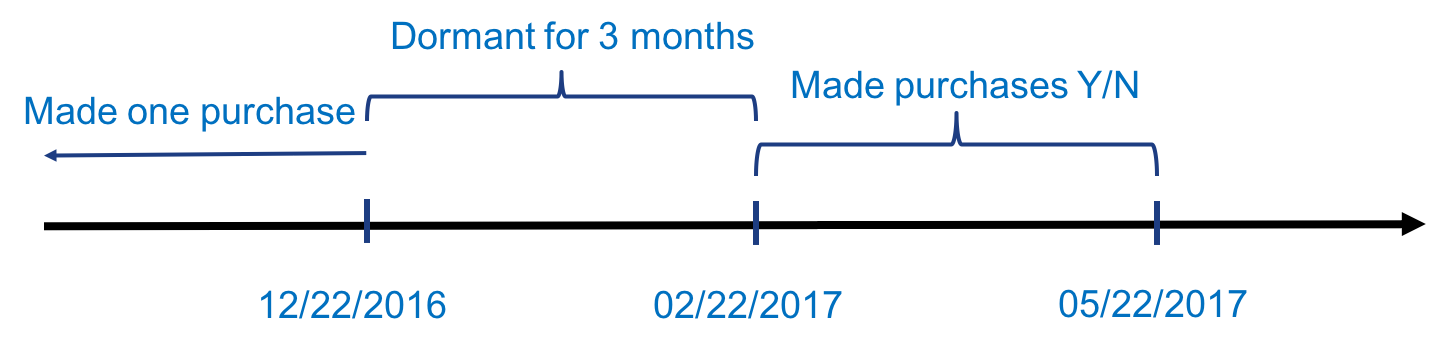 Dormant for 3 months
Made purchases Y/N
Made one purchase
12/22/2016
02/22/2017
05/22/2017